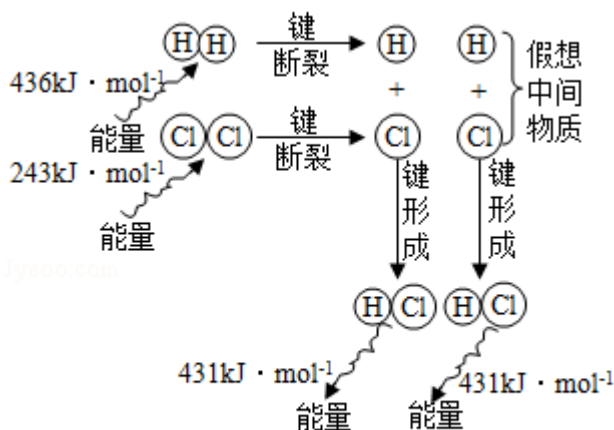 H H 键 断裂 H H 假想中间物质
436kJ·mol-1
+ +
能量
Cl Cl 键 断裂 Cl Cl
243kJ·mol-1
能量
键形成 键形成
H Cl H Cl
431kJ·mol-1 431kJ·mol-1
能量 能量